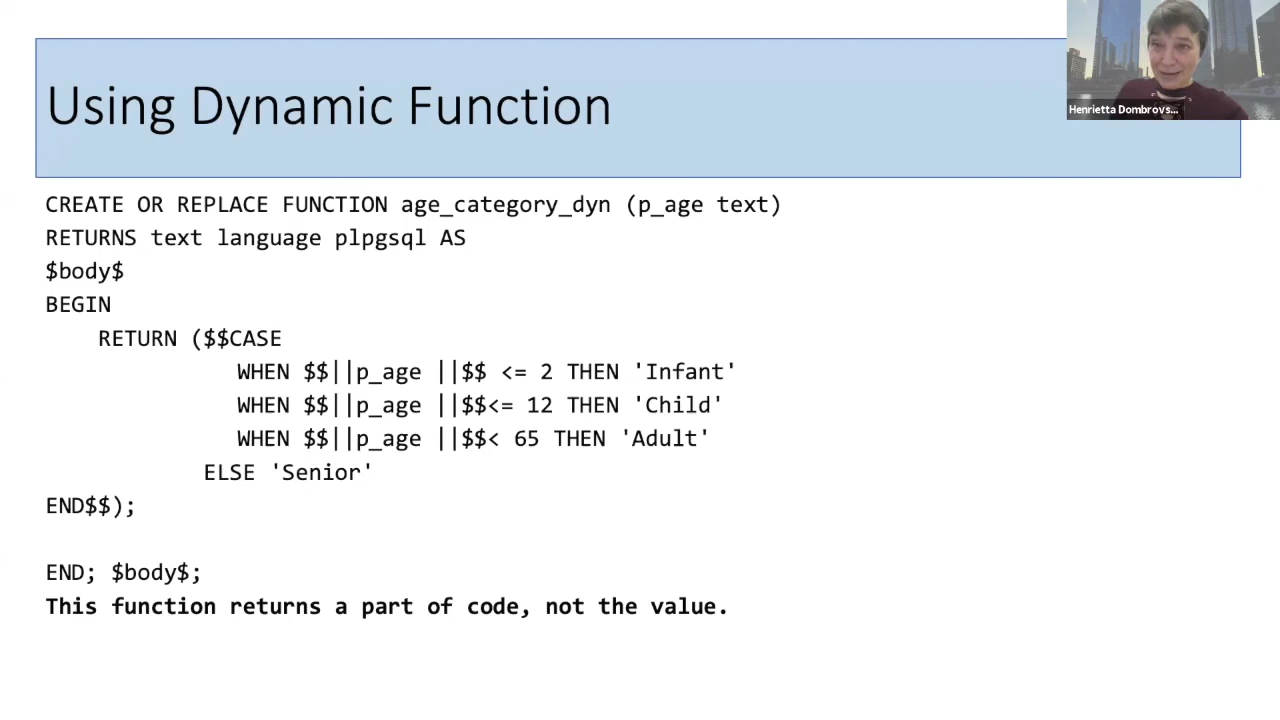 Using Dynamic Function
Henrietta Dombrovs...
CREATE OR REPLACE FUNCTION age_category_dyn (p_age text)
RETURNS text language plpgsql AS
$body$
BEGIN
RETURN ($$CASE
WHEN $$||p_age ||$$ <= 2 THEN 'Infant'
WHEN $$||p_age ||$$<= 12 THEN 'Child'
WHEN $$||p_age ||$$< 65 THEN 'Adult'
ELSE 'Senior'
END$$);
END; $body$;
This function returns a part of code, not the value.